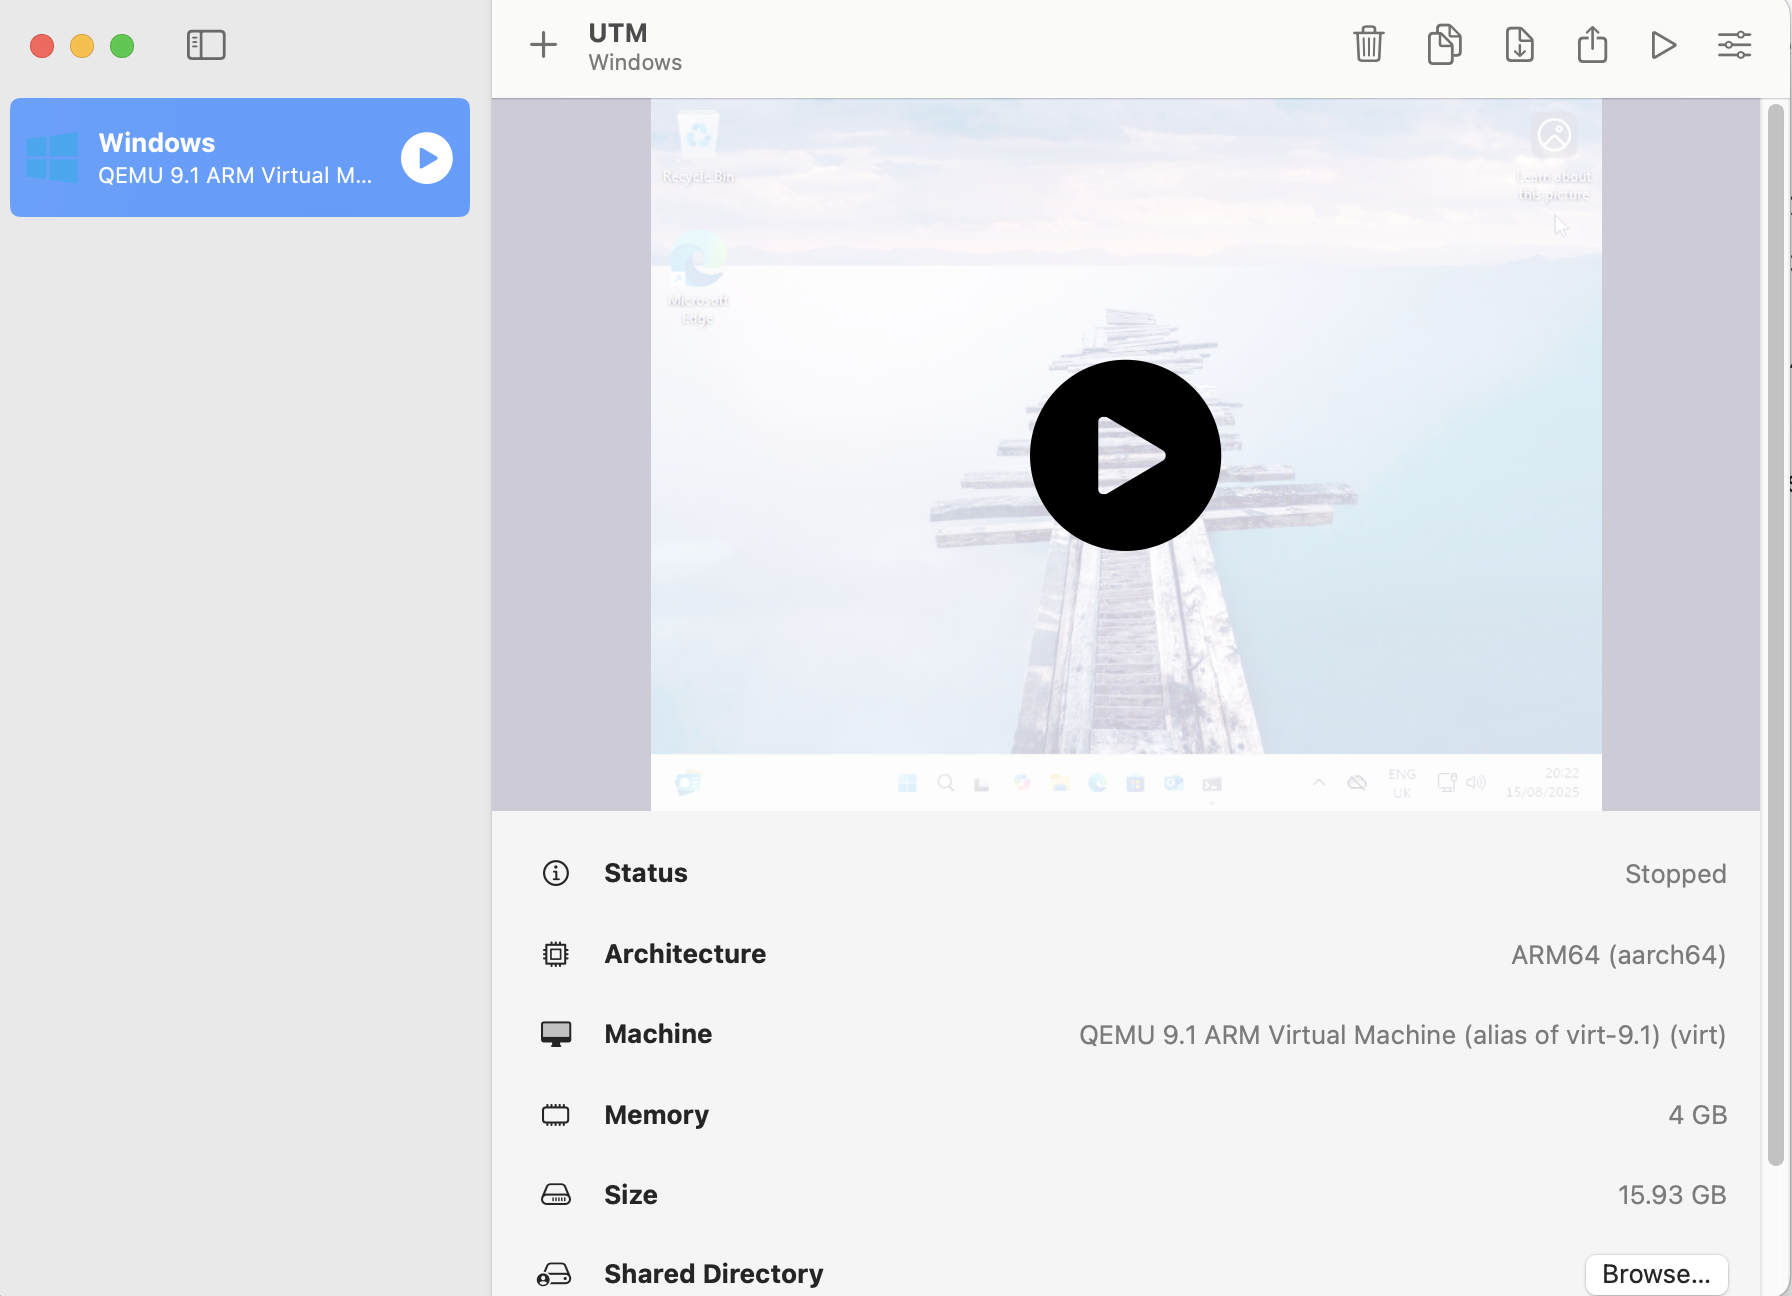 UTM
Windows
Windows
QEMU 9.1 ARM Virtual M...
Recycle Bin
Learn about
this picture
Microsoft
Edge
ENG
UK
20:22
15/08/2025
Status
Stopped
Architecture
ARM64 (aarch64)
Machine
QEMU 9.1 ARM Virtual Machine (alias of virt-9.1) (virt)
Memory
4 GB
Size
15.93 GB
Shared Directory
Browse...